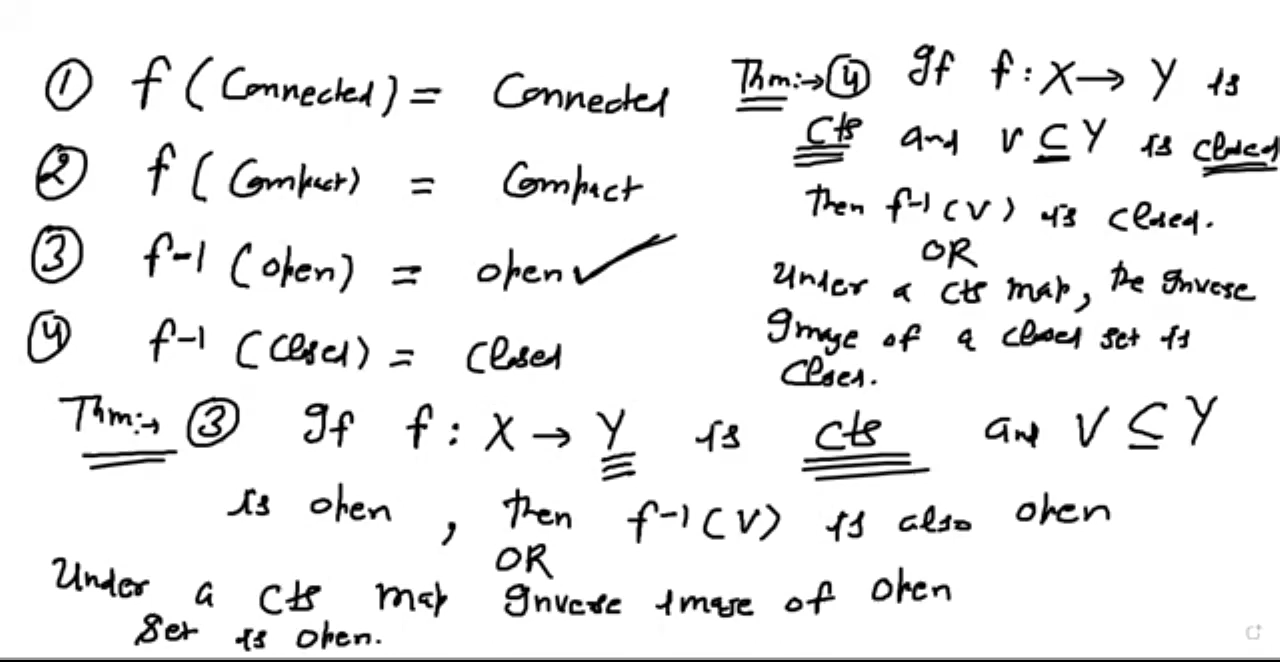 ① f (Connected) = Connected
② f (Compact) = Compact
③ f-1 (open) = open ✓
④ f-1 (Closed) = Closed
Thm:→ ④ If f : X → Y is
Cts and V ⊆ Y is closed
then f-1 (V) is closed.
OR
Under a cts map, the Inverse
Image of a closed set is
Closed.
Thm:→ ③ If f : X → Y is Cts and V ⊆ Y
is open, then f-1 (V) is also open
OR
Under a Cts map Inverse image of open
Set is open.